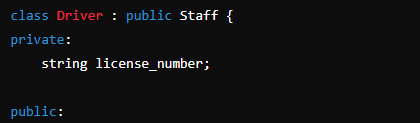 class Driver : public Staff {
private:
    string license_number;

public: